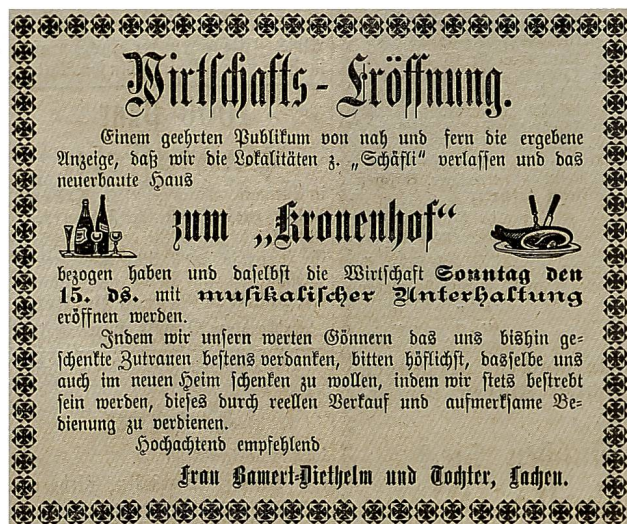 Wirtschafts-Eröffnung.
Einem geehrten Publikum von nah und fern die ergebene
Anzeige, daß wir die Lokalitäten z. „Schäfli“ verlassen und das
neuerbaute Haus
zum „Kronenhof“
bezogen haben und daselbst die Wirtschaft Sonntag den
15. ds. mit musikalischer Unterhaltung
eröffnen werden.
Indem wir unsern werten Gönnern das uns bishin ge-
schenkte Zutrauen bestens verdanken, bitten höflichst, dasselbe uns
auch im neuen Heim schenken zu wollen, indem wir stets bestrebt
sein werden, dieses durch reellen Verkauf und aufmerksame Be-
dienung zu verdienen.
Hochachtend empfehlend
Frau Bamert-Diethelm und Tochter, Lachen.